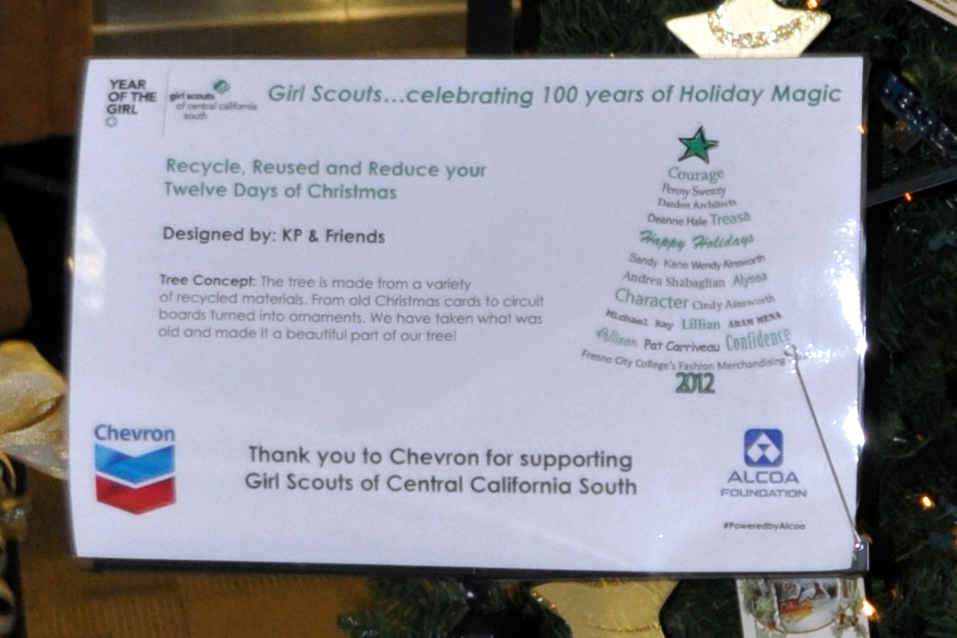 YEAR
OF THE
GIRL
girl scouts
of central california
south
Girl Scouts...celebrating 100 years of Holiday Magic
Recycle, Reused and Reduce your
Twelve Days of Christmas
Designed by: KP & Friends
Tree Concept: The tree is made from a variety
of recycled materials. From old Christmas cards to circuit
boards turned into ornaments. We have taken what was
old and made it a beautiful part of our tree!
Courage
Penny Sweezy
Darden Architects
Deanne Hale Treasa
Happy Holidays
Sandy Kane Wendy Ainsworth
Andrea Shabaglian Alyssa
Character Cindy Ainsworth
Michael Kay Lillian ADAM MENA
Allison Pat Carriveau Confidence
Fresno City College's Fashion Merchandising
2012
Chevron
Thank you to Chevron for supporting
Girl Scouts of Central California South
ALCOA
FOUNDATION
#PoweredbyAlcoa